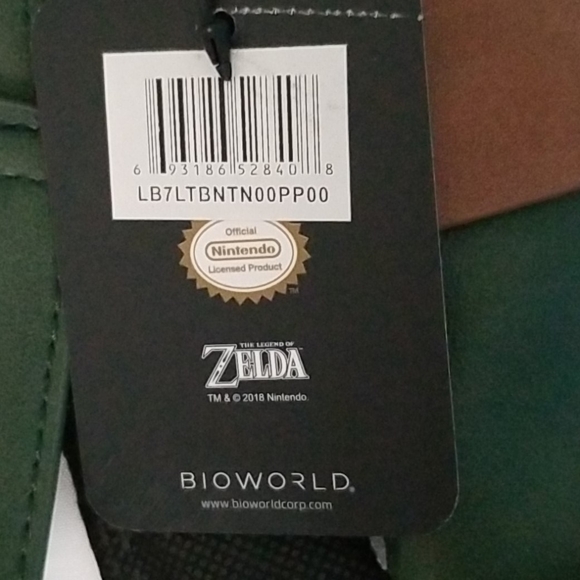 6 93186 52840 8
LB7LTBNTN00PP00
Official
Nintendo
Licensed Product
TM
THE LEGEND OF
ZELDA
TM & © 2018 Nintendo.
BIOWORLD®
www.bioworldcorp.com